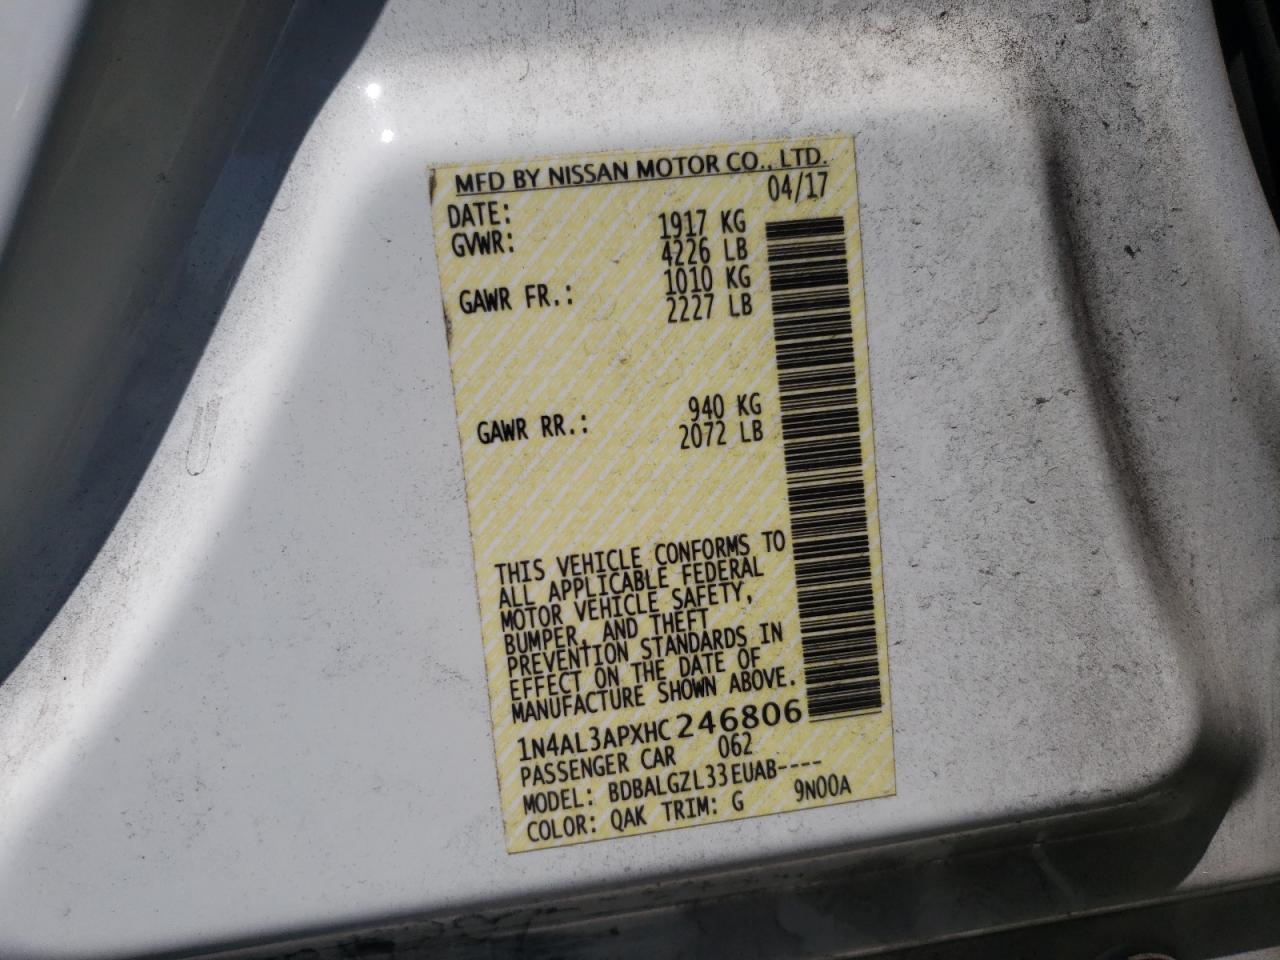 MFD BY NISSAN MOTOR CO., LTD.
DATE: 04/17
GVWR: 1917 KG
4226 LB
GAWR FR.: 1010 KG
2227 LB
GAWR RR.: 940 KG
2072 LB
THIS VEHICLE CONFORMS TO
ALL APPLICABLE FEDERAL
MOTOR VEHICLE SAFETY,
BUMPER, AND THEFT
PREVENTION STANDARDS IN
EFFECT ON THE DATE OF
MANUFACTURE SHOWN ABOVE.
1N4AL3APXHC246806
PASSENGER CAR 062
MODEL: BDBALGZL33EUAB----
COLOR: QAK TRIM: G 9N00A